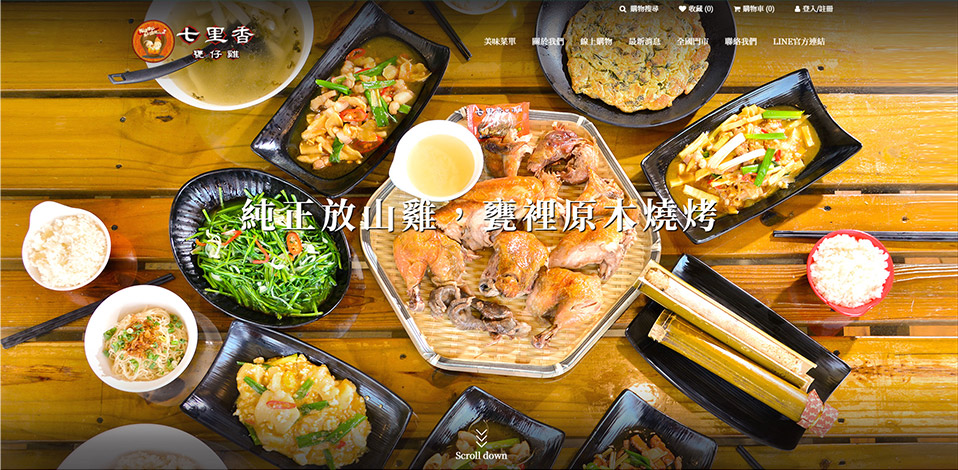 購物搜尋 收藏 (0) 購物車 (0) 登入/註冊
七里香
甕仔雞
美味菜單 關於我們 線上購物 最新消息 全國門市 聯絡我們 LINE官方連結
七里香
純正放山雞，甕裡原木燒烤
Scroll down